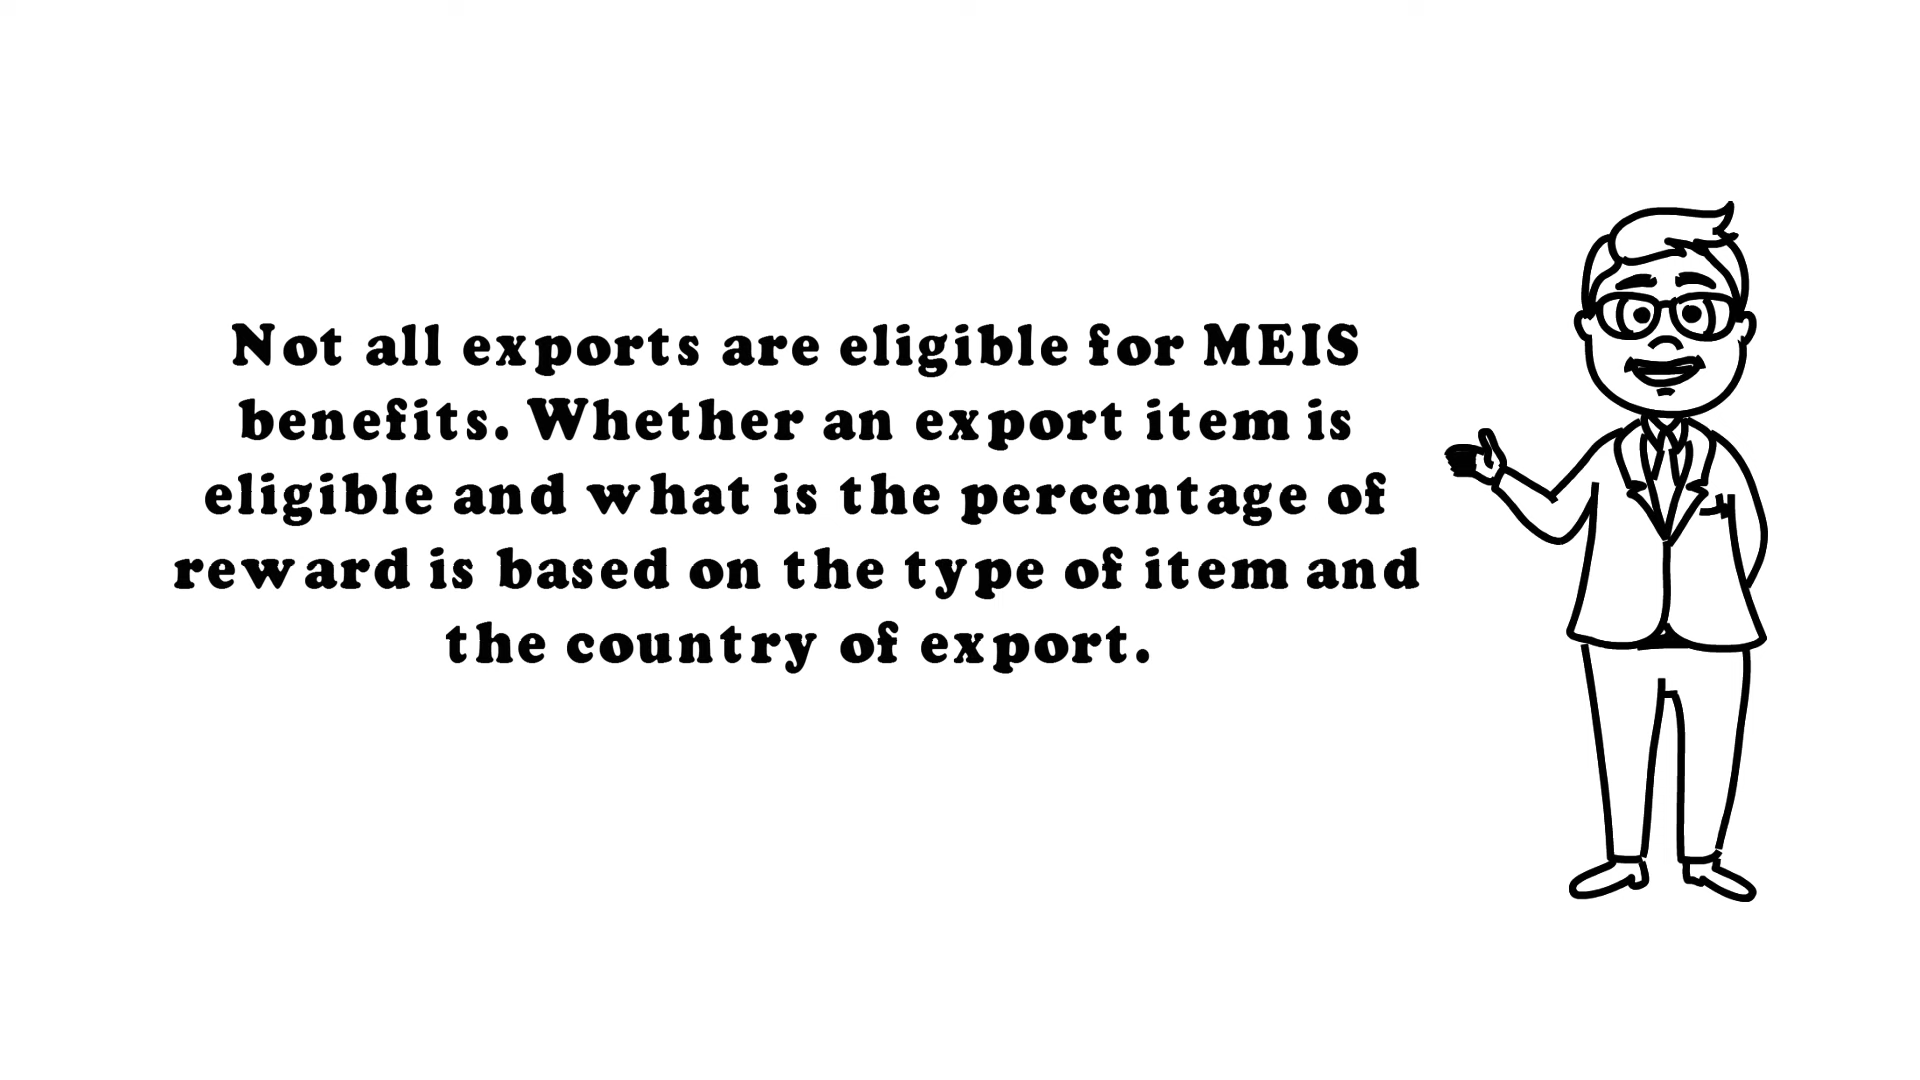 Not all exports are eligible for MEIS
benefits. Whether an export item is
eligible and what is the percentage of
reward is based on the type of item and
the country of export.